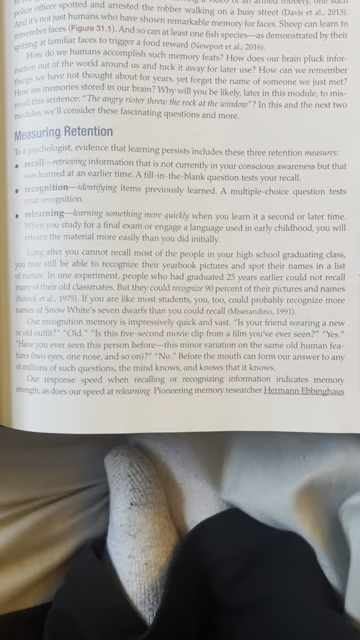 police officer spotted and arrested the robber walking on a busy street (Davis et al., 2013).
And it's not just humans who have shown remarkable memory for faces. Sheep can learn to
remember faces (Figure 31.1). And so can at least one fish species—as demonstrated by their
spitting at familiar faces to trigger a food reward (Newport et al., 2016).
How do we humans accomplish such memory feats? How does our brain pluck infor-
mation out of the world around us and tuck it away for later use? How can we remember
things we have not thought about for years, yet forget the name of someone we just met?
How are memories stored in our brain? Why will you be likely, later in this module, to mis-
recall this sentence: "The angry rioter threw the rock at the window"? In this and the next two
modules, we'll consider these fascinating questions and more.
Measuring Retention
To a psychologist, evidence that learning persists includes these three retention measures:
• recall—retrieving information that is not currently in your conscious awareness but that
was learned at an earlier time. A fill-in-the-blank question tests your recall.
• recognition—identifying items previously learned. A multiple-choice question tests
your recognition.
• relearning—learning something more quickly when you learn it a second or later time.
When you study for a final exam or engage a language used in early childhood, you will
relearn the material more easily than you did initially.
Long after you cannot recall most of the people in your high school graduating class,
you may still be able to recognize their yearbook pictures and spot their names in a list
of names. In one experiment, people who had graduated 25 years earlier could not recall
many of their old classmates. But they could recognize 90 percent of their pictures and names
(Bahrick et al., 1975). If you are like most students, you, too, could probably recognize more
names of Snow White's seven dwarfs than you could recall (Miserandino, 1991).
Our recognition memory is impressively quick and vast. "Is your friend wearing a new
or old outfit?" "Old." "Is this five-second movie clip from a film you've ever seen?" "Yes."
"Have you ever seen this person before—this minor variation on the same old human fea-
tures (two eyes, one nose, and so on)?" "No." Before the mouth can form our answer to any
of millions of such questions, the mind knows, and knows that it knows.
Our response speed when recalling or recognizing information indicates memory
strength, as does our speed at relearning. Pioneering memory researcher Hermann Ebbinghaus